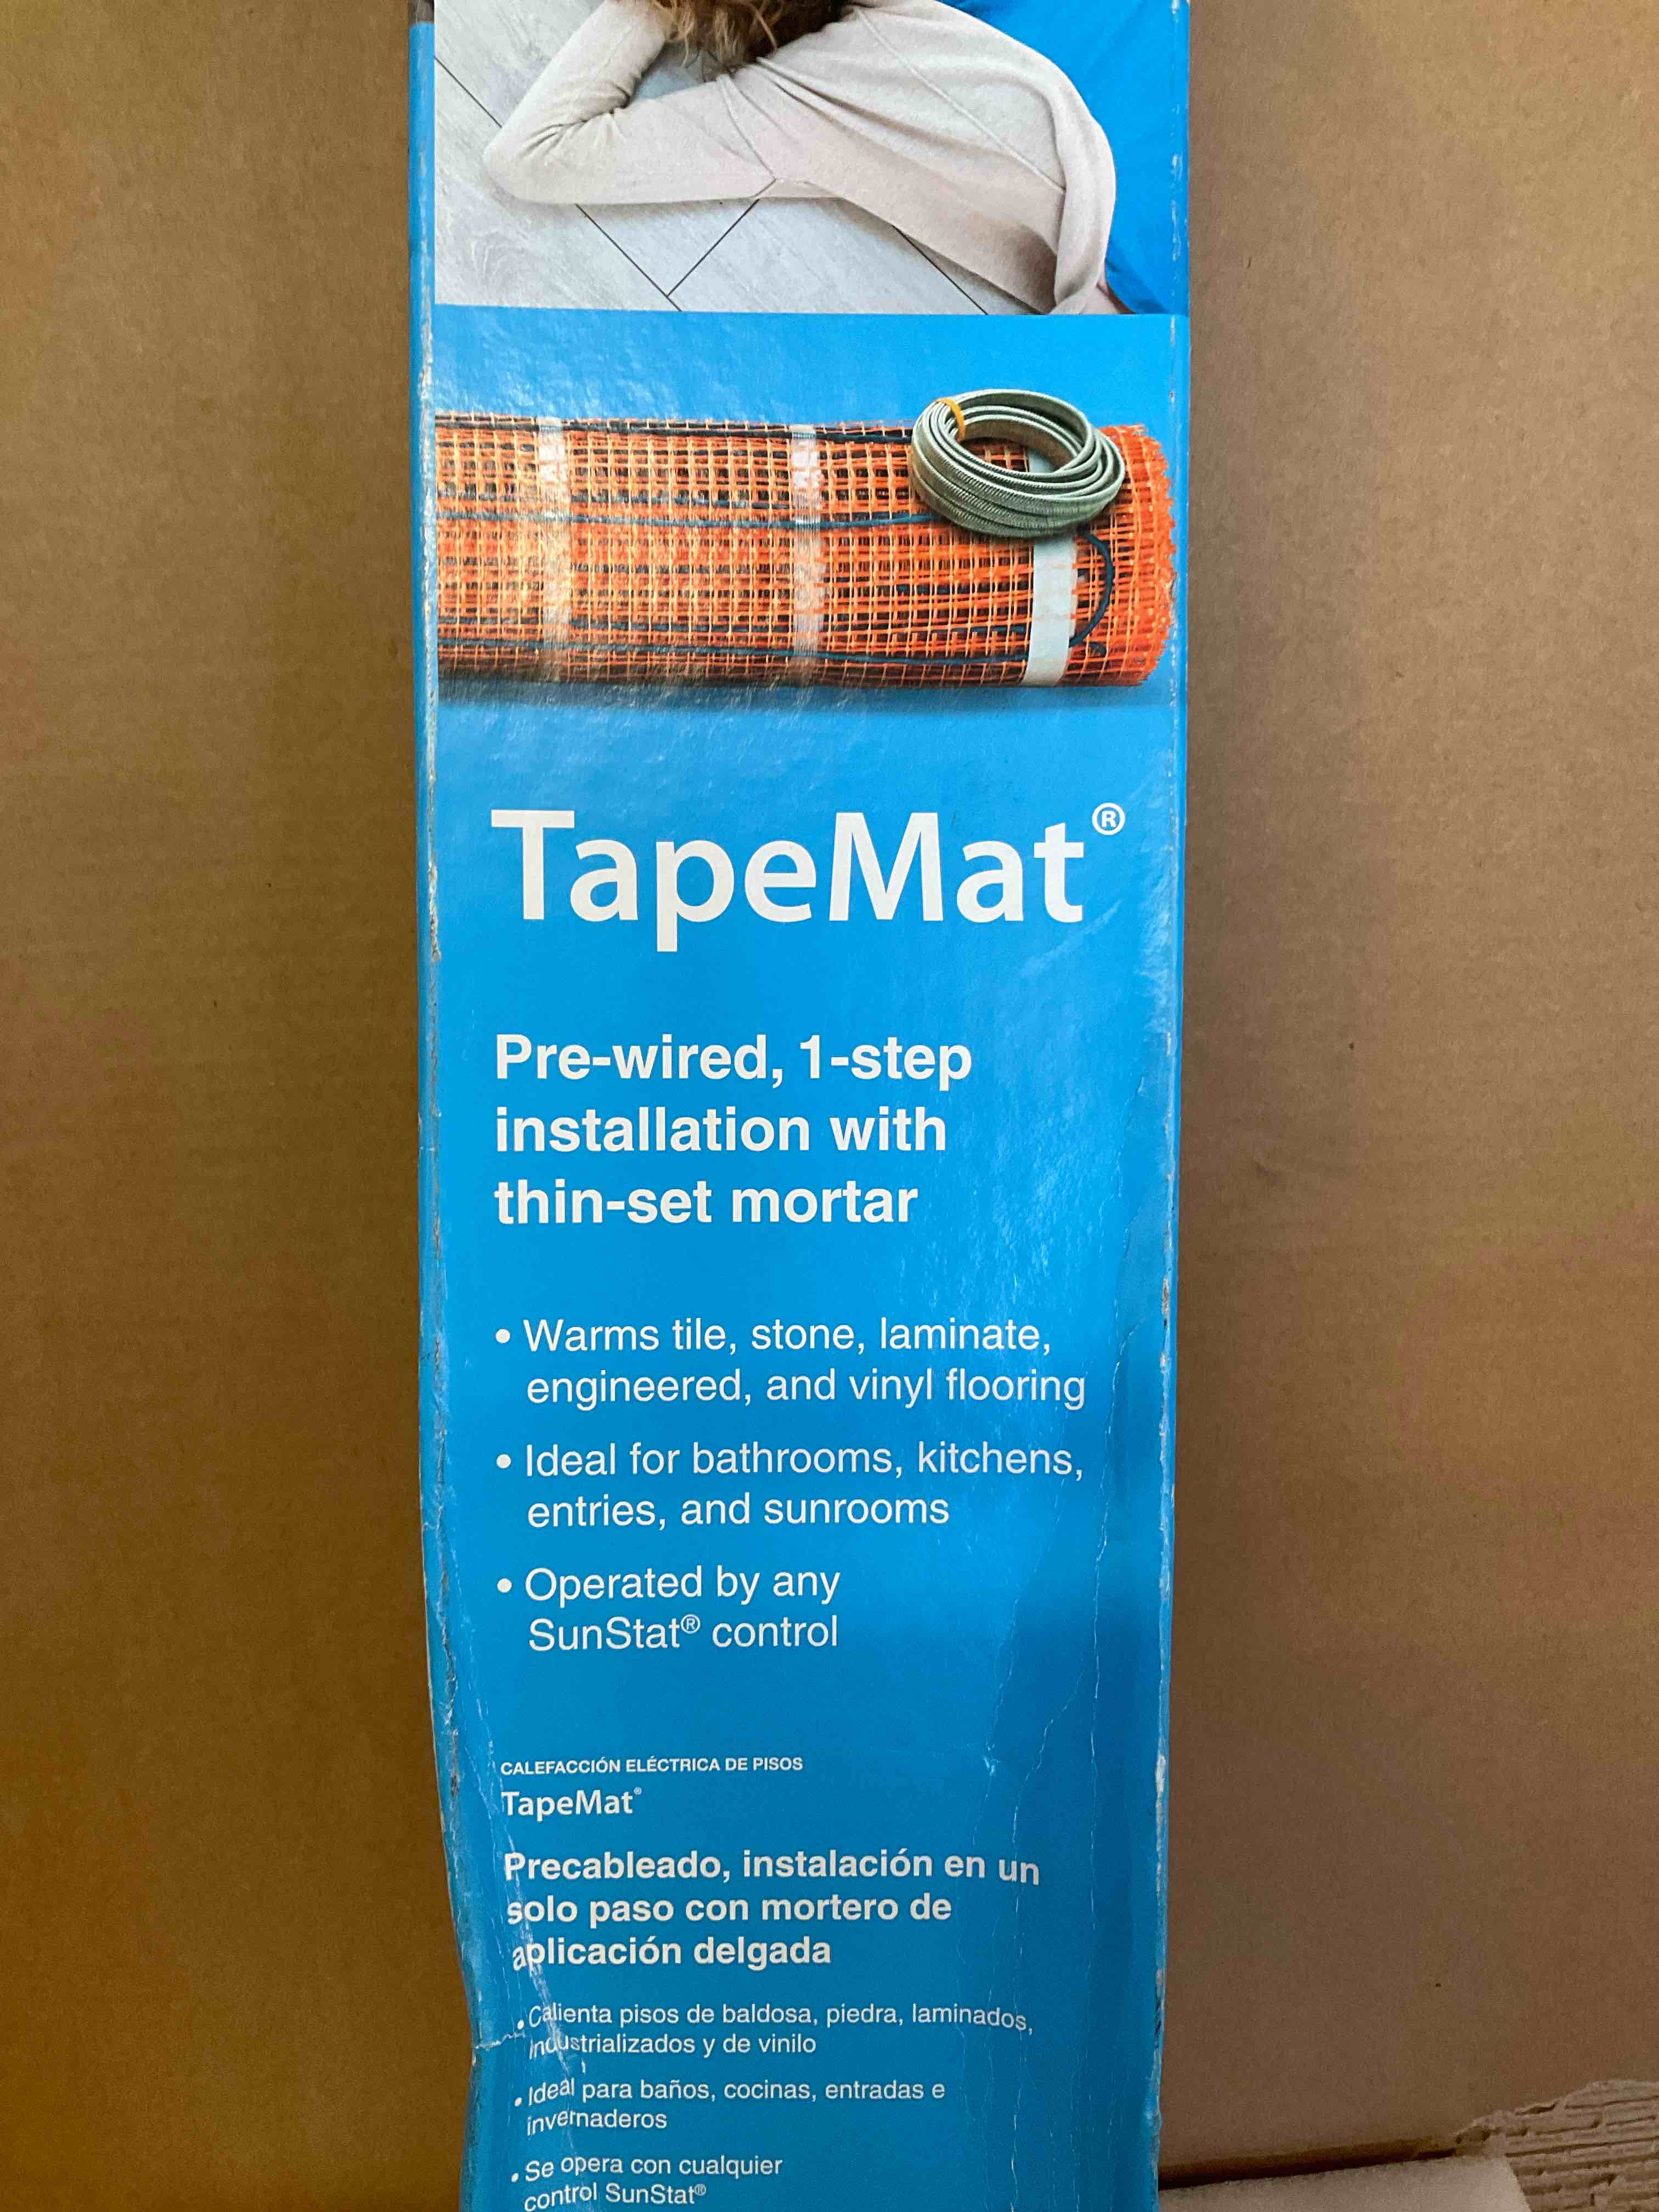 TapeMat®
Pre-wired, 1-step
installation with
thin-set mortar
• Warms tile, stone, laminate,
engineered, and vinyl flooring
• Ideal for bathrooms, kitchens,
entries, and sunrooms
• Operated by any
SunStat® control
CALEFACCIÓN ELÉCTRICA DE PISOS
TapeMat®
Precableado, instalación en un
solo paso con mortero de
aplicación delgada
• Calienta pisos de baldosa, piedra, laminados,
industrializados y de vinilo
• Ideal para baños, cocinas, entradas e
invernaderos
• Se opera con cualquier
control SunStat®